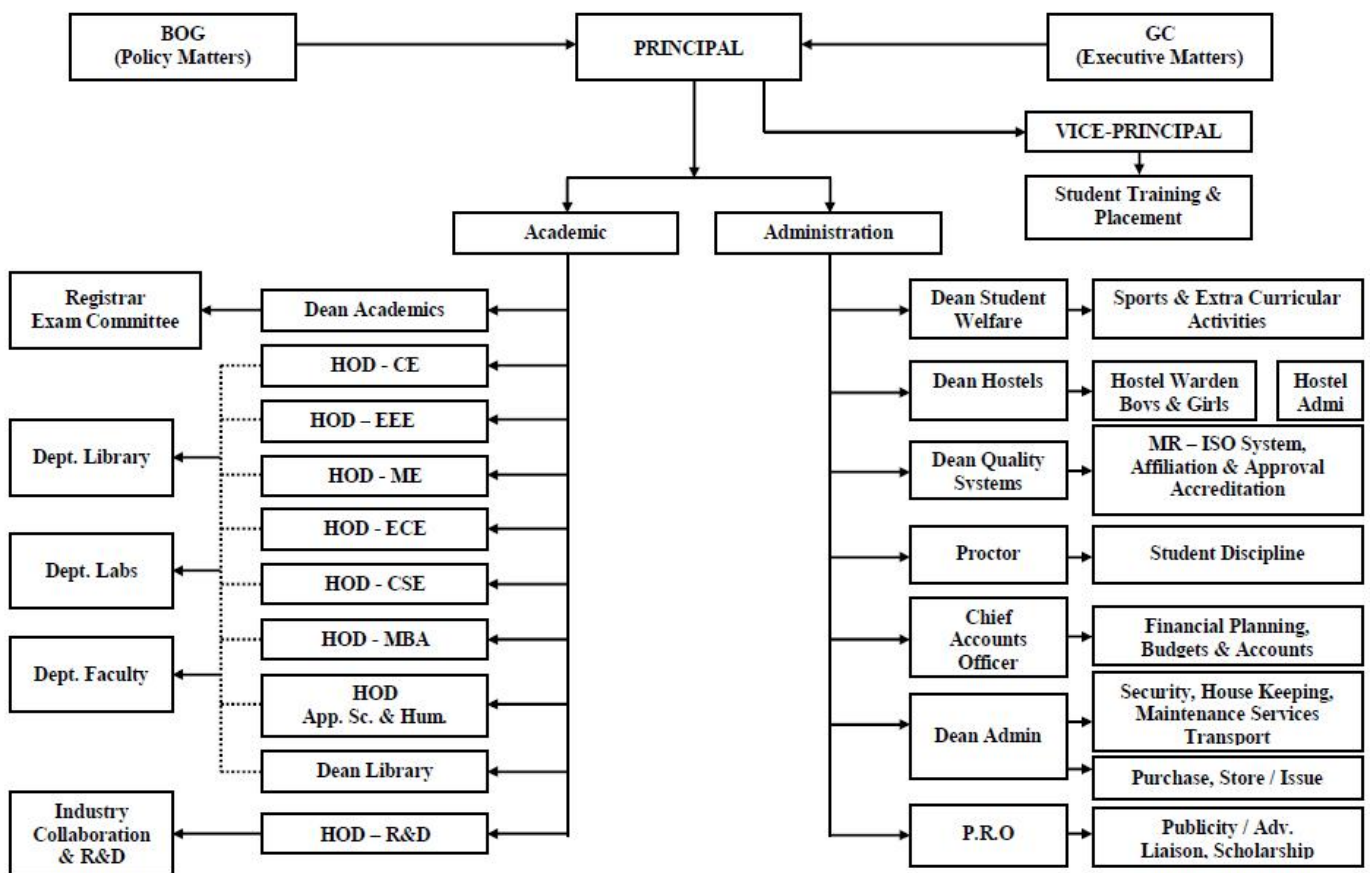 BOG
(Policy Matters)
PRINCIPAL
GC
(Executive Matters)
VICE-PRINCIPAL
Student Training &
Placement
Academic
Administration
Registrar
Exam Committee
Dean Academics
HOD - CE
HOD – EEE
Dept. Library
HOD - ME
HOD - ECE
Dept. Labs
HOD - CSE
HOD - MBA
Dept. Faculty
HOD
App. Sc. & Hum.
Dean Library
Industry
Collaboration
& R&D
HOD – R&D
Dean Student
Welfare
Sports & Extra Curricular
Activities
Dean Hostels
Hostel Warden
Boys & Girls
Hostel
Admi
Dean Quality
Systems
MR – ISO System,
Affiliation & Approval
Accreditation
Proctor
Student Discipline
Chief
Accounts
Officer
Financial Planning,
Budgets & Accounts
Dean Admin
Security, House Keeping,
Maintenance Services
Transport
Purchase, Store / Issue
P.R.O
Publicity / Adv.
Liaison, Scholarship